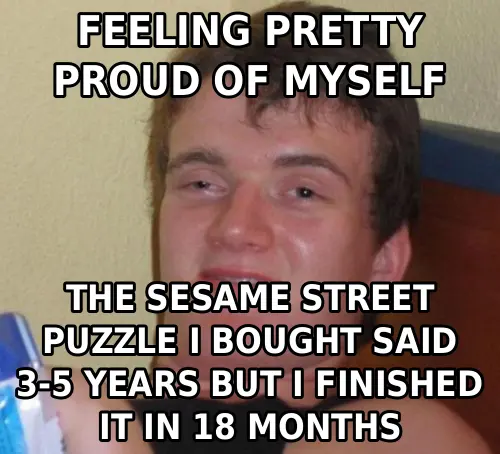 FEELING PRETTY
PROUD OF MYSELF
THE SESAME STREET
PUZZLE I BOUGHT SAID
3-5 YEARS BUT I FINISHED
IT IN 18 MONTHS